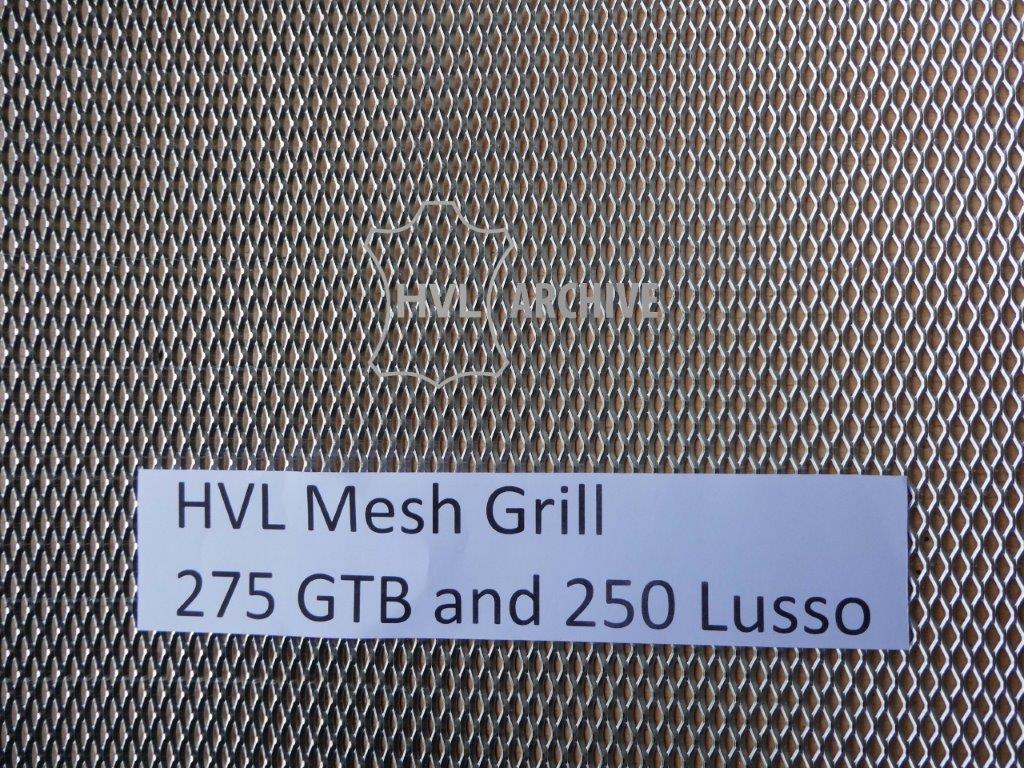 HVL ARCHIVE
HVL Mesh Grill
275 GTB and 250 Lusso